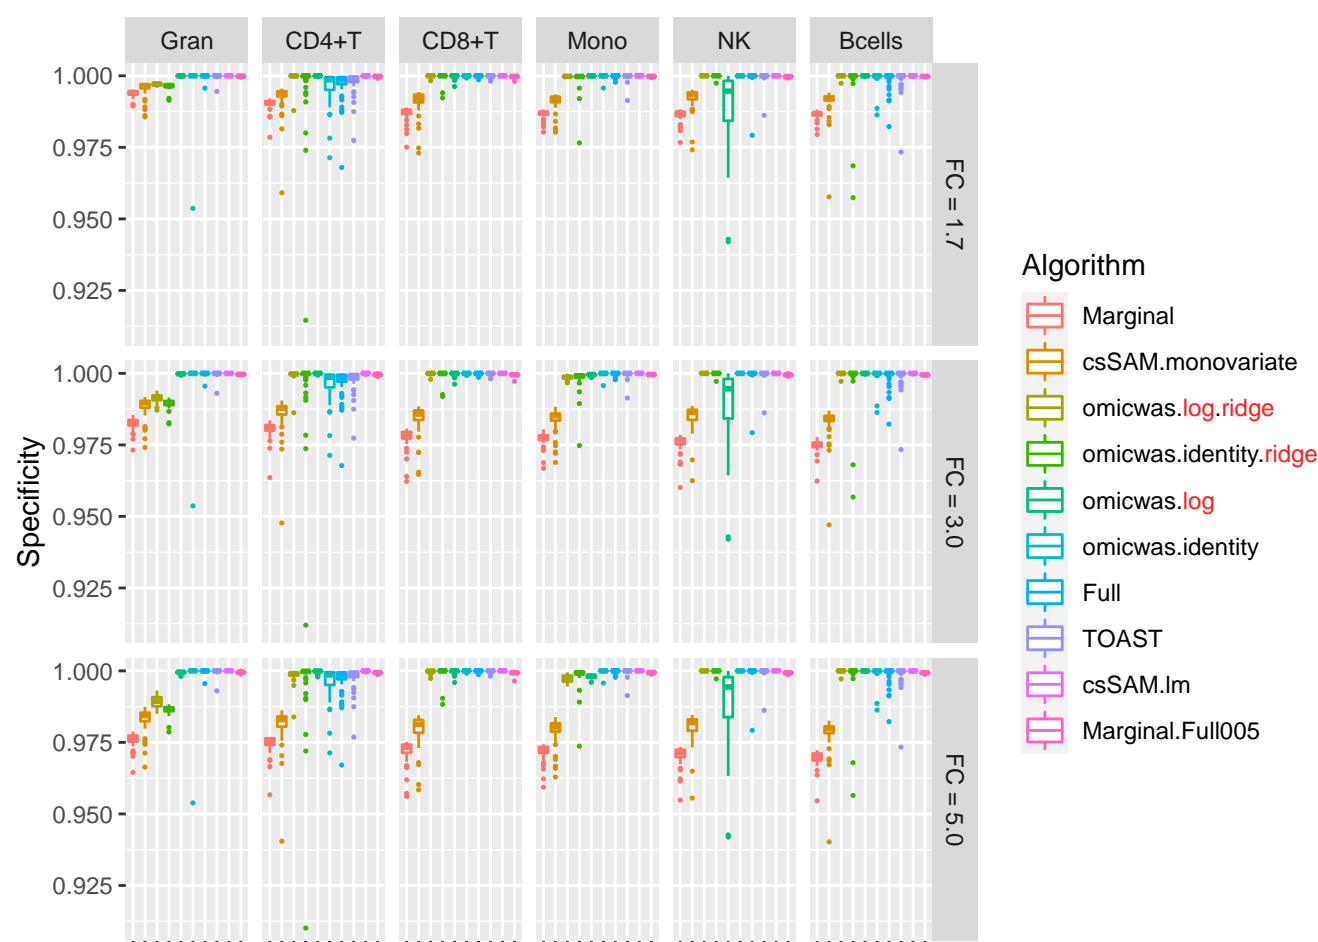 Gran CD4+T CD8+T Mono NK Bcells
1.000
0.975
0.950
0.925
FC = 1.7
1.000
0.975
0.950
0.925
FC = 3.0
1.000
0.975
0.950
0.925
FC = 5.0
Specificity
Algorithm
Marginal
csSAM.monovariate
omicwas.log.ridge
omicwas.identity.ridge
omicwas.log
omicwas.identity
Full
TOAST
csSAM.lm
Marginal.Full005